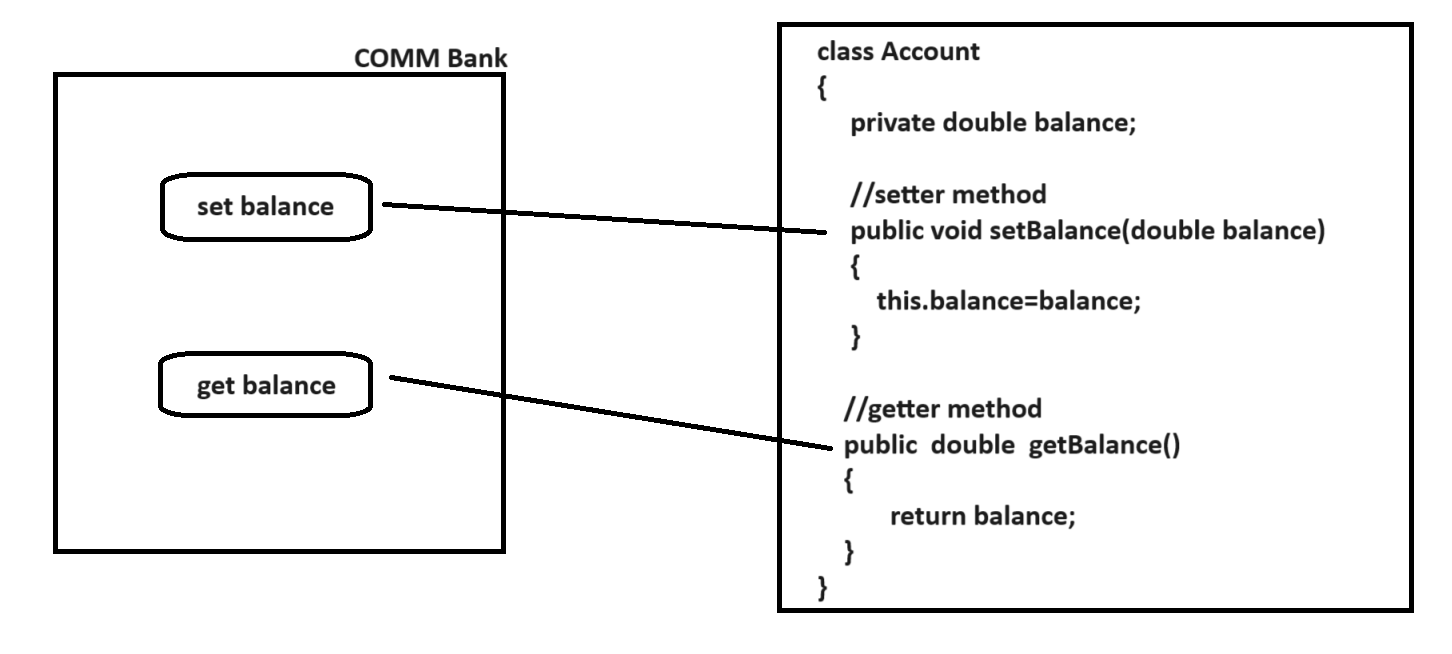 COMM Bank
set balance
get balance
class Account
{
private double balance;
//setter method
public void setBalance(double balance)
{
this.balance=balance;
}
//getter method
public double getBalance()
{
return balance;
}
}